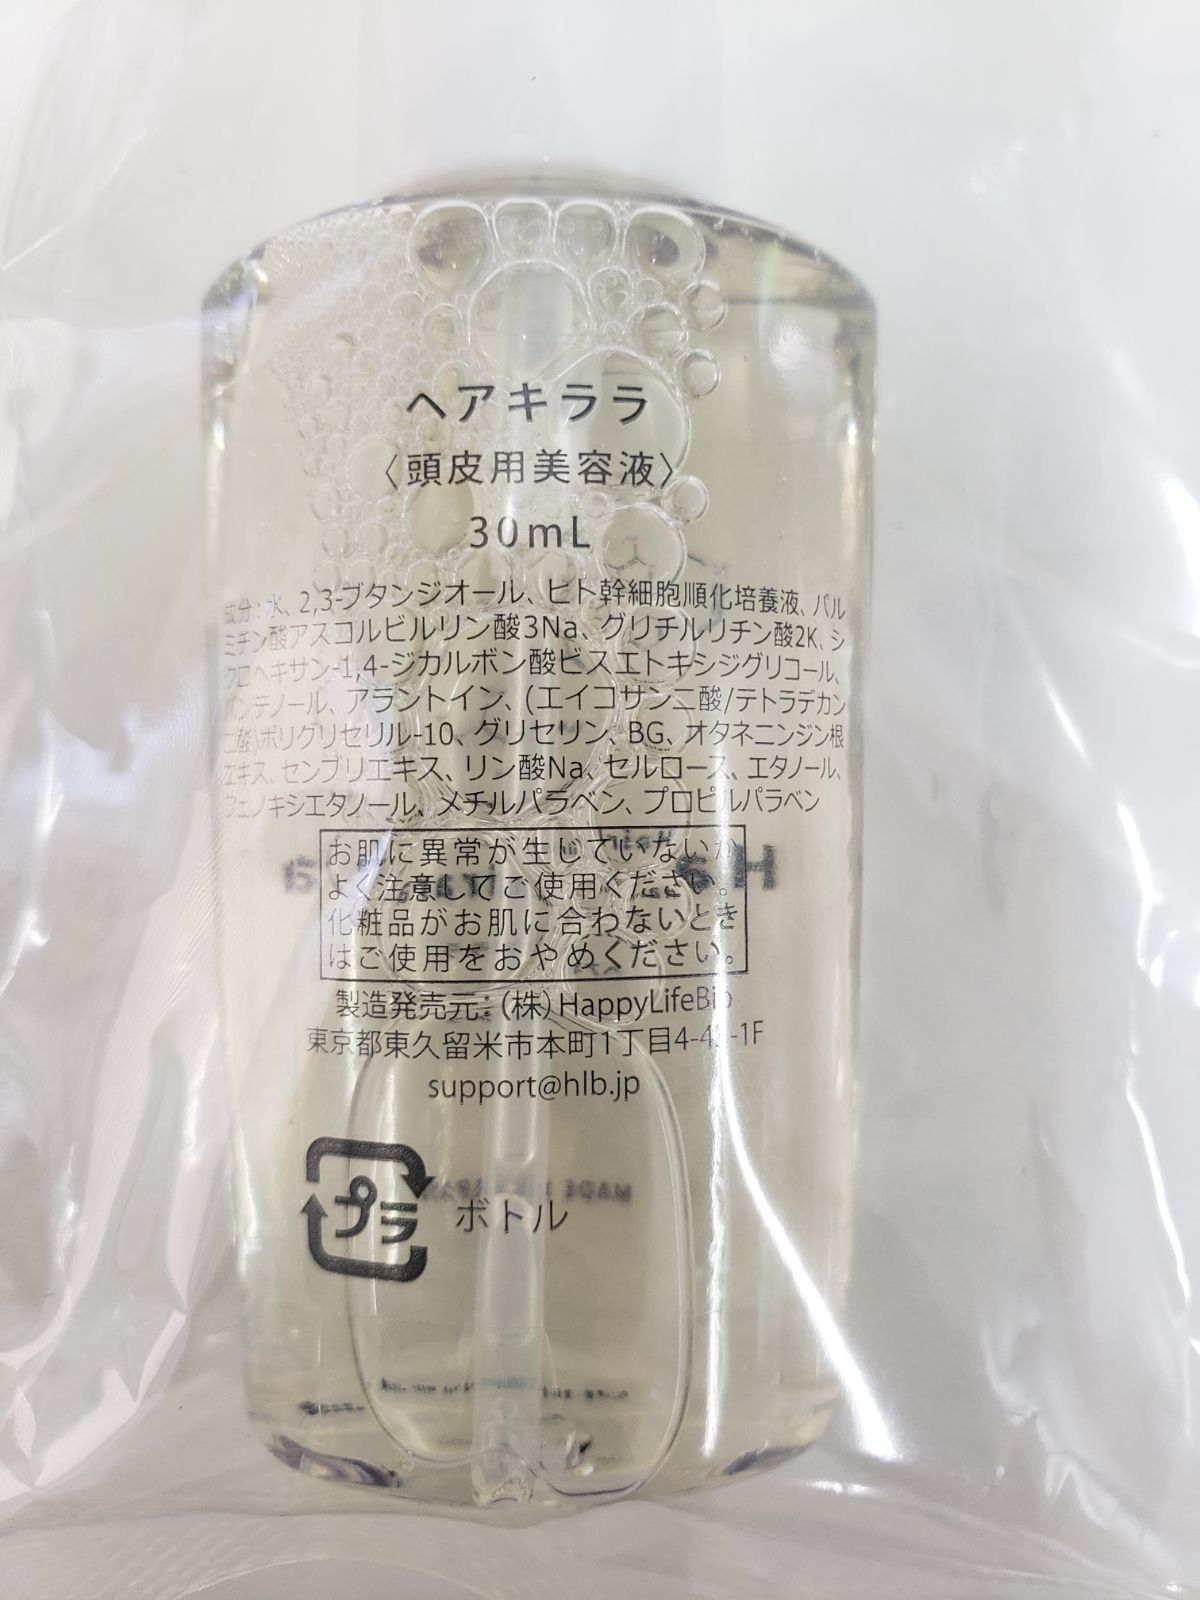 ヘアキララ
〈頭皮用美容液〉
30mL
成分：水、2,3-ブタンジオール、ヒト幹細胞順化培養液、パル
ミチン酸アスコルビルリン酸3Na、グリチルリチン酸2K、シ
クロヘキサン-1,4-ジカルボン酸ビスエトキシジグリコール、
パンテノール、アラントイン、(エイコサン二酸/テトラデカン
二酸)ポリグリセリル-10、グリセリン、BG、オタネニンジン根
エキス、センブリエキス、リン酸Na、セルロース、エタノール、
フェノキシエタノール、メチルパラベン、プロピルパラベン
お肌に異常が生じていないか
よく注意してご使用ください。
化粧品がお肌に合わないとき
はご使用をおやめください。
製造発売元：(株)HappyLifeBio
東京都東久留米市本町1丁目
support@hlb.jp
プラ
ボトル